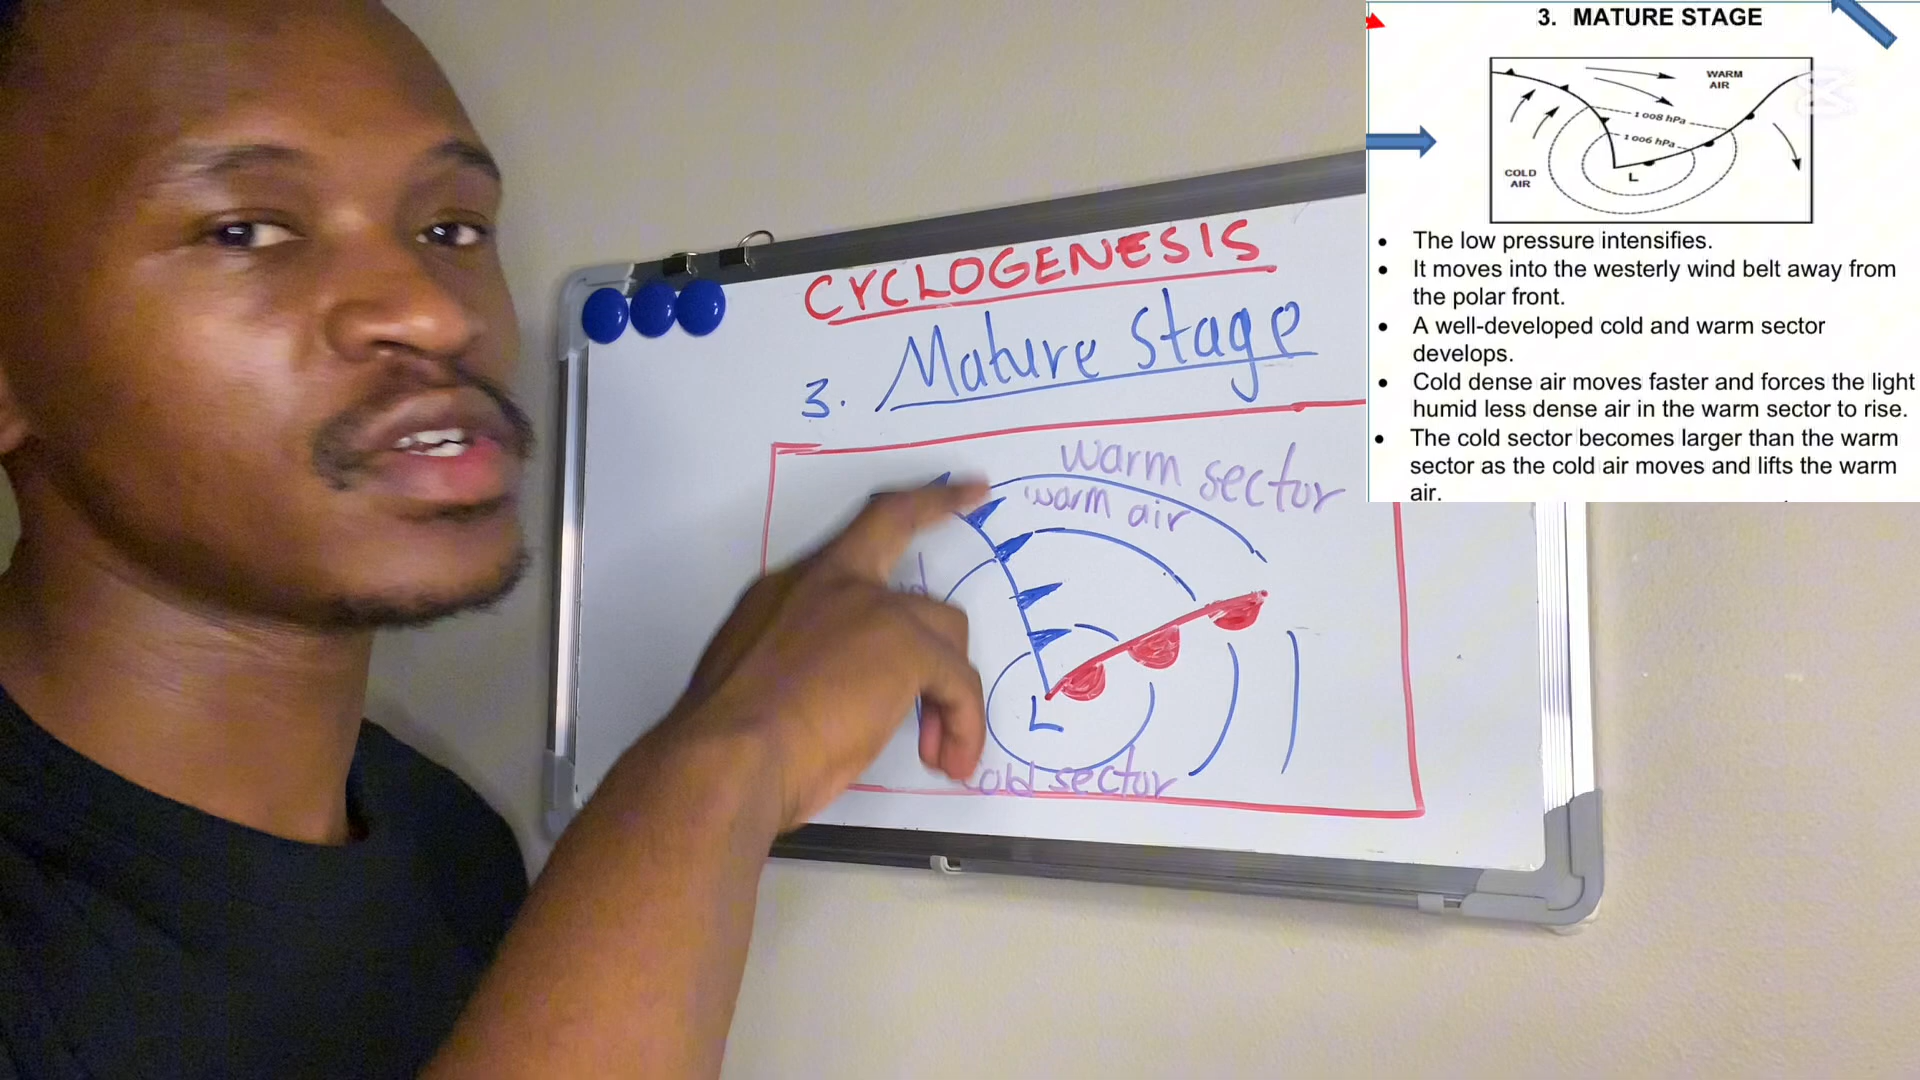 CYCLOGENESIS
3. Mature Stage
warm sector
warm air
L
cold sector
3. MATURE STAGE
WARM
AIR
1 008 hPa
1 006 hPa
COLD
AIR
L
• The low pressure intensifies.
• It moves into the westerly wind belt away from
the polar front.
• A well-developed cold and warm sector
develops.
• Cold dense air moves faster and forces the light
humid less dense air in the warm sector to rise.
• The cold sector becomes larger than the warm
sector as the cold air moves and lifts the warm
air.